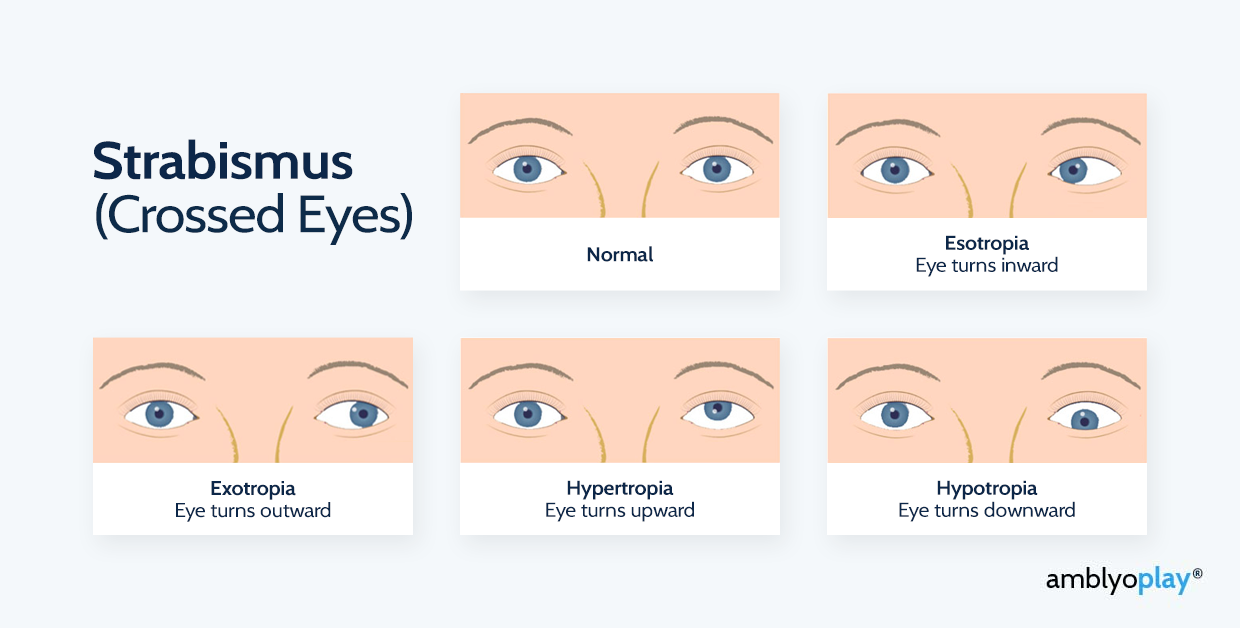 Strabismus
(Crossed Eyes)
Normal
Esotropia
Eye turns inward
Exotropia
Eye turns outward
Hypertropia
Eye turns upward
Hypotropia
Eye turns downward
amblyoplay®